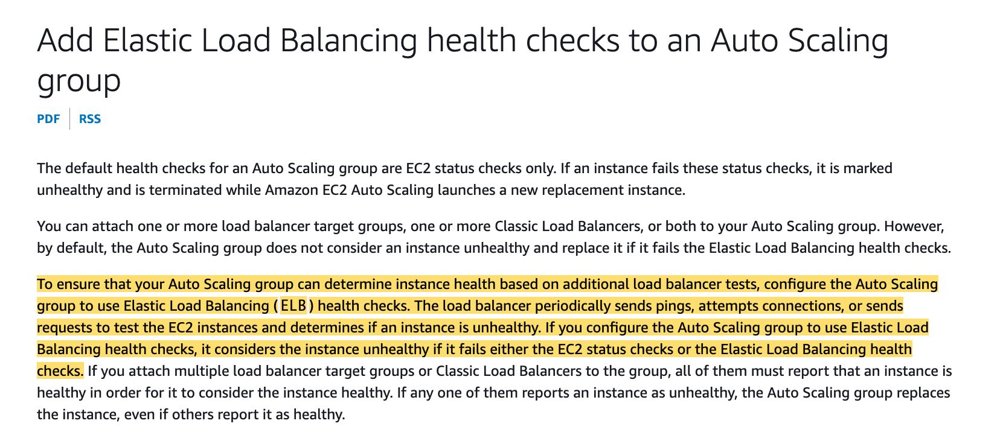 Add Elastic Load Balancing health checks to an Auto Scaling
group
PDF | RSS
The default health checks for an Auto Scaling group are EC2 status checks only. If an instance fails these status checks, it is marked
unhealthy and is terminated while Amazon EC2 Auto Scaling launches a new replacement instance.
You can attach one or more load balancer target groups, one or more Classic Load Balancers, or both to your Auto Scaling group. However,
by default, the Auto Scaling group does not consider an instance unhealthy and replace it if it fails the Elastic Load Balancing health checks.
To ensure that your Auto Scaling group can determine instance health based on additional load balancer tests, configure the Auto Scaling
group to use Elastic Load Balancing (ELB) health checks. The load balancer periodically sends pings, attempts connections, or sends
requests to test the EC2 instances and determines if an instance is unhealthy. If you configure the Auto Scaling group to use Elastic Load
Balancing health checks, it considers the instance unhealthy if it fails either the EC2 status checks or the Elastic Load Balancing health
checks. If you attach multiple load balancer target groups or Classic Load Balancers to the group, all of them must report that an instance is
healthy in order for it to consider the instance healthy. If any one of them reports an instance as unhealthy, the Auto Scaling group replaces
the instance, even if others report it as healthy.